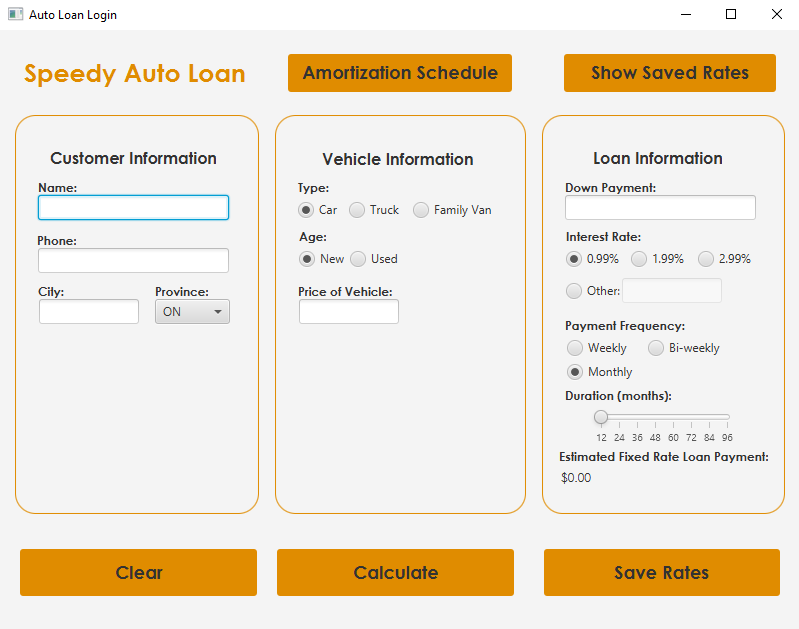 Auto Loan Login
Speedy Auto Loan
Amortization Schedule
Show Saved Rates
Customer Information
Name:
Phone:
City: Province:
ON
Vehicle Information
Type:
Car Truck Family Van
Age:
New Used
Price of Vehicle:
Loan Information
Down Payment:
Interest Rate:
0.99% 1.99% 2.99%
Other:
Payment Frequency:
Weekly Bi-weekly
Monthly
Duration (months):
12 24 36 48 60 72 84 96
Estimated Fixed Rate Loan Payment:
$0.00
Clear
Calculate
Save Rates